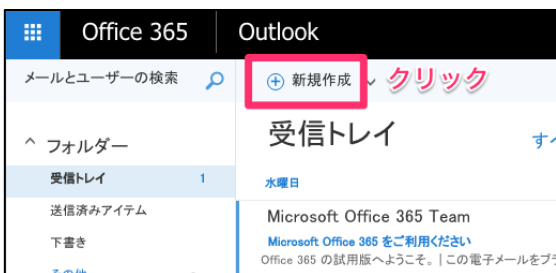 Office 365 Outlook
メールとユーザーの検索 新規作成 クリック
フォルダー 受信トレイ
受信トレイ 1 水曜日
送信済みアイテム Microsoft Office 365 Team
下書き Microsoft Office 365 をご利用ください
その他 Office 365 の試用版へようこそ。| この電子メールをブ